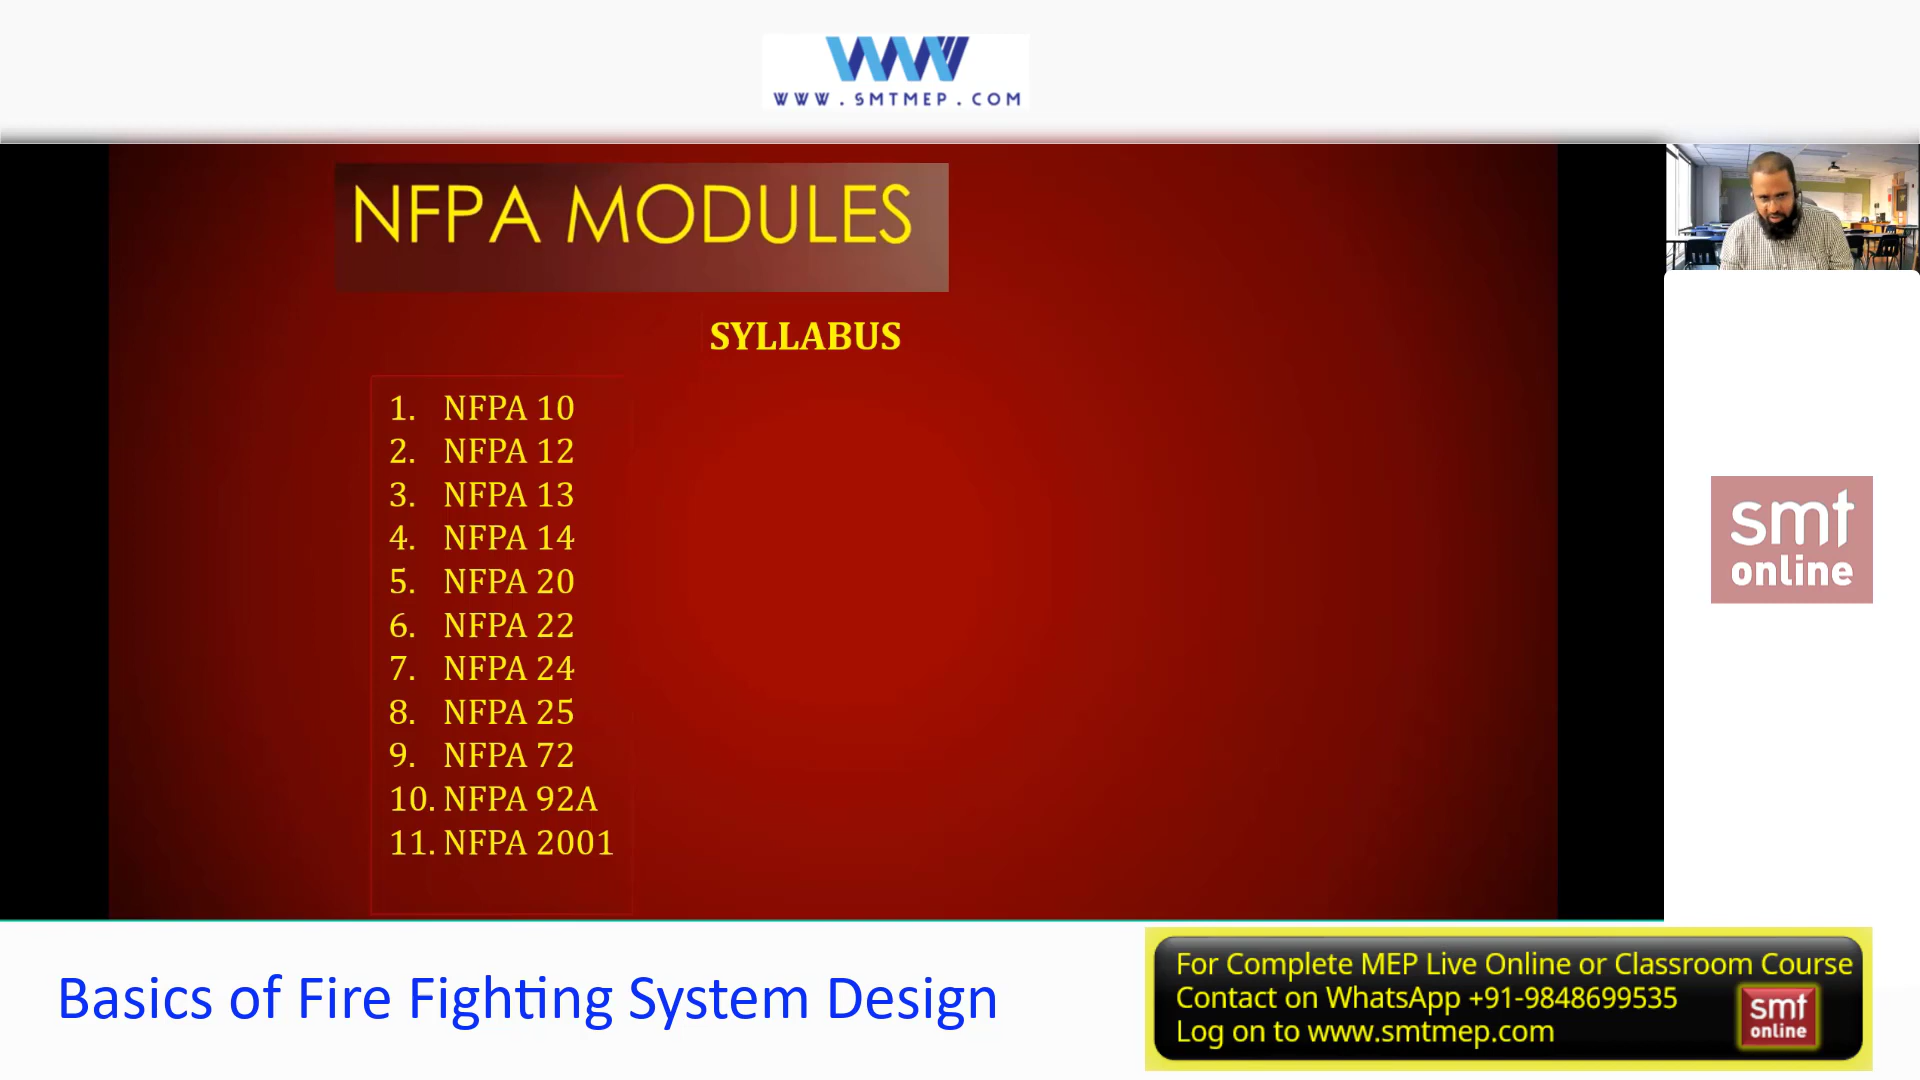 WWW.SMTMEP.COM
NFPA MODULES
SYLLABUS
1. NFPA 10
2. NFPA 12
3. NFPA 13
4. NFPA 14
5. NFPA 20
6. NFPA 22
7. NFPA 24
8. NFPA 25
9. NFPA 72
10. NFPA 92A
11. NFPA 2001
smt
online
Basics of Fire Fighting System Design
For Complete MEP Live Online or Classroom Course
Contact on WhatsApp +91-9848699535
Log on to www.smtmep.com
smt
online